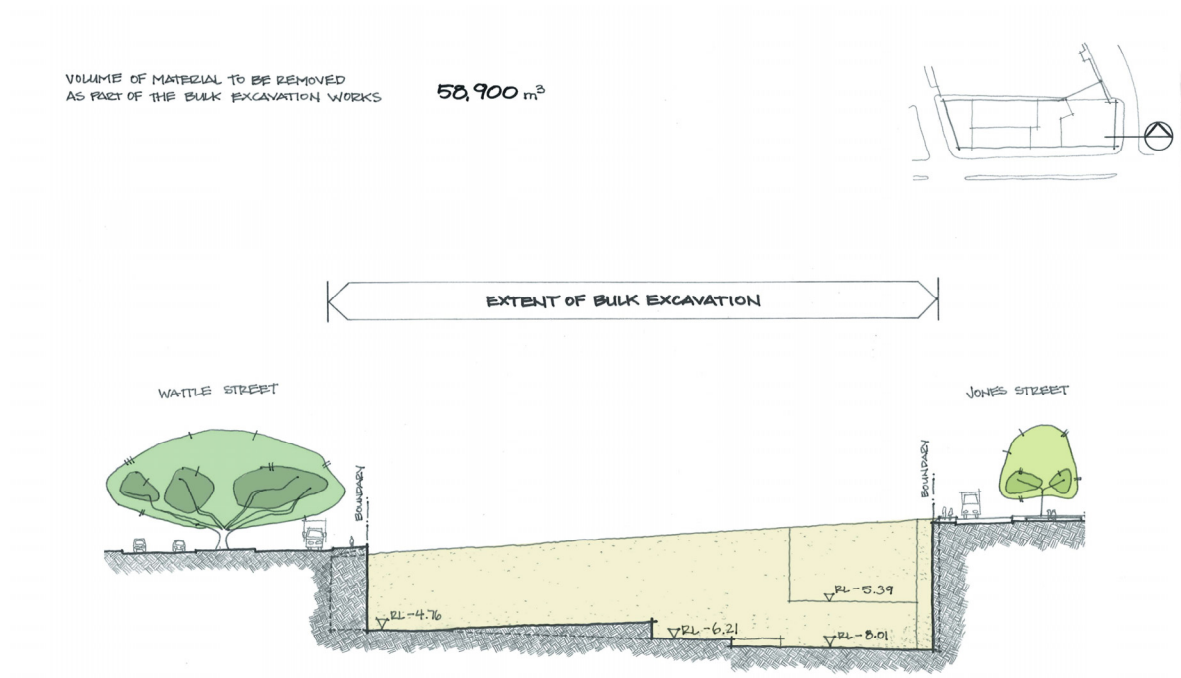 VOLUME OF MATERIAL TO BE REMOVED
AS PART OF THE BULK EXCAVATION WORKS
58,900 m³
EXTENT OF BULK EXCAVATION
WATTLE STREET
JONES STREET
BOUNDARY
BOUNDARY
RL -5.39
RL -4.76
RL -6.21
RL -8.01